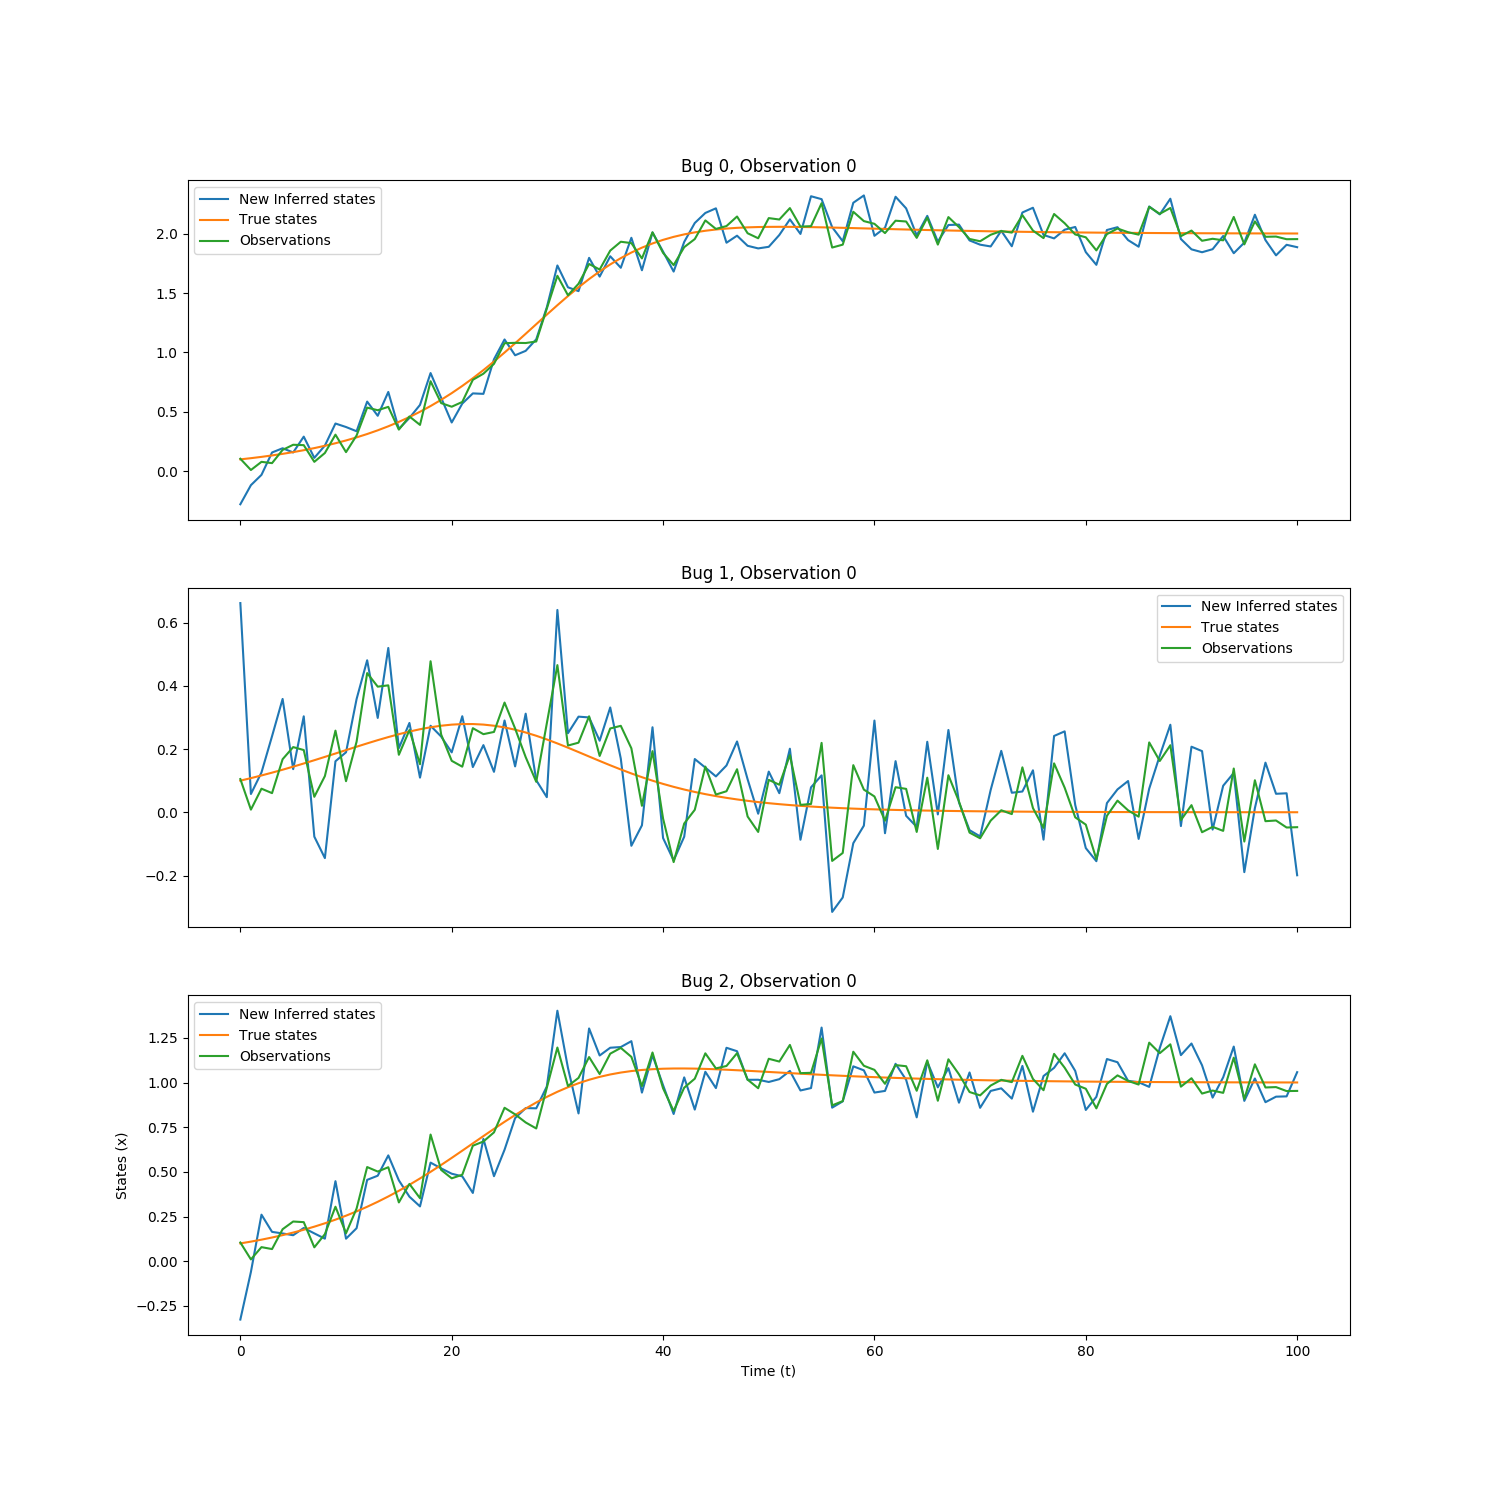 Bug 0, Observation 0
New Inferred states
True states
Observations
2.0
1.5
1.0
0.5
0.0
Bug 1, Observation 0
New Inferred states
True states
Observations
0.6
0.4
0.2
0.0
−0.2
Bug 2, Observation 0
New Inferred states
True states
Observations
1.25
1.00
0.75
0.50
0.25
0.00
−0.25
States (x)
0 20 40 60 80 100
Time (t)